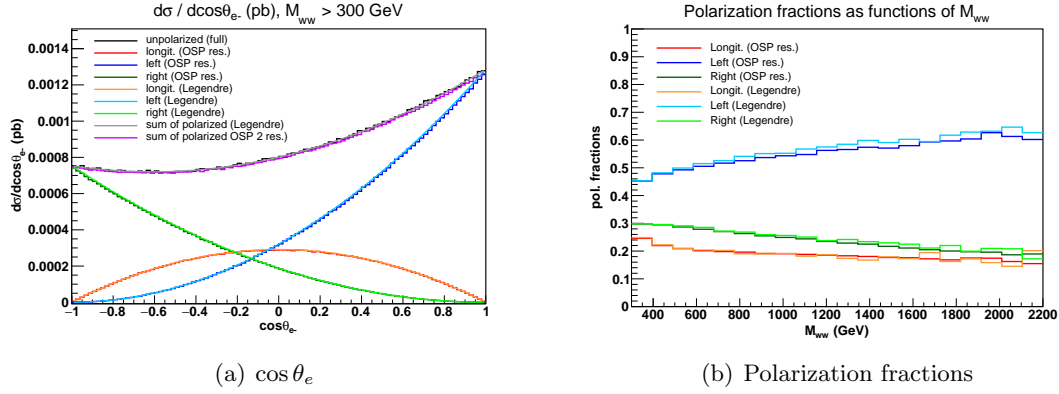 dσ / dcosθe- (pb), Mww > 300 GeV
0.0014
0.0012
0.001
0.0008
0.0006
0.0004
0.0002
0
dσ/dcosθe- (pb)
unpolarized (full)
longit. (OSP res.)
left (OSP res.)
right (OSP res.)
longit. (Legendre)
left (Legendre)
right (Legendre)
sum of polarized (Legendre)
sum of polarized OSP 2 res.)
−1 −0.8 −0.6 −0.4 −0.2 0 0.2 0.4 0.6 0.8 1
cosθe-
(a) cos θe
Polarization fractions as functions of Mww
1
0.9
0.8
0.7
0.6
0.5
0.4
0.3
0.2
0.1
0
pol. fractions
Longit. (OSP res.)
Left (OSP res.)
Right (OSP res.)
Longit. (Legendre)
Left (Legendre)
Right (Legendre)
400 600 800 1000 1200 1400 1600 1800 2000 2200
Mww (GeV)
(b) Polarization fractions